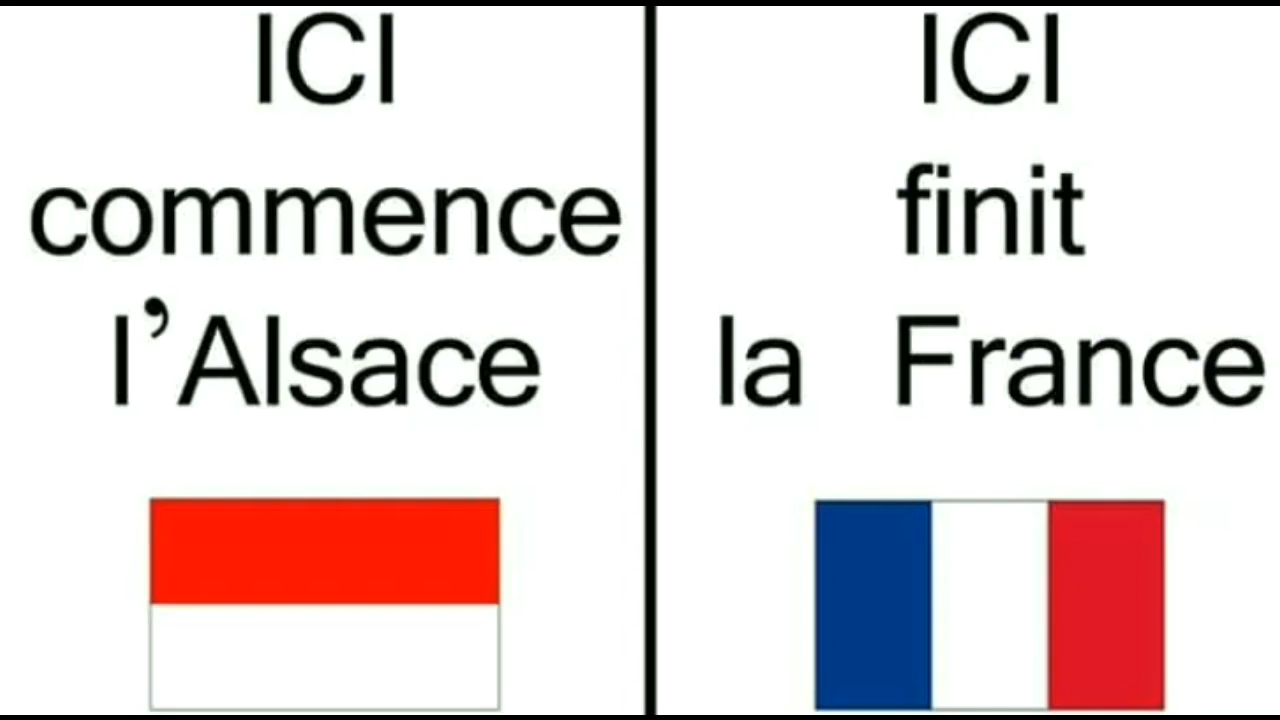 ICI
commence
l’Alsace
ICI
finit
la France